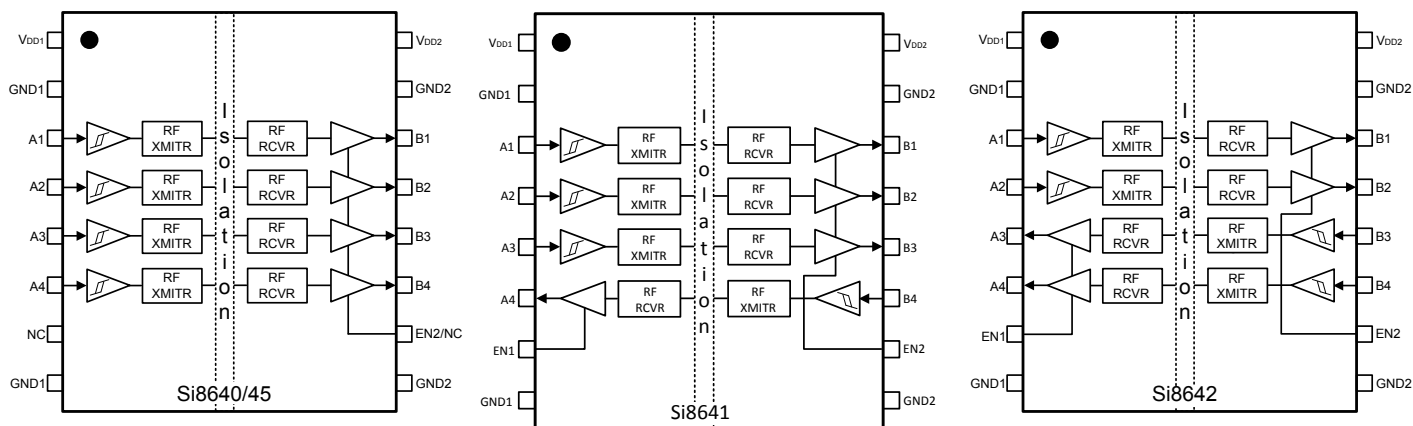 VDD1
VDD2
GND1
GND2
A1
RF
XMITR
RF
RCVR
B1
A2
RF
XMITR
RF
RCVR
B2
A3
RF
XMITR
RF
RCVR
B3
A4
RF
XMITR
RF
RCVR
B4
Isolation
NC
EN2/NC
GND1
GND2
Si8640/45
VDD1
VDD2
GND1
GND2
A1
RF
XMITR
RF
RCVR
B1
A2
RF
XMITR
RF
RCVR
B2
A3
RF
XMITR
RF
RCVR
B3
A4
RF
RCVR
RF
XMITR
B4
Isolation
EN1
EN2
GND1
GND2
Si8641
VDD1
VDD2
GND1
GND2
A1
RF
XMITR
RF
RCVR
B1
A2
RF
XMITR
RF
RCVR
B2
A3
RF
RCVR
RF
XMITR
B3
A4
RF
RCVR
RF
XMITR
B4
Isolation
EN1
EN2
GND1
GND2
Si8642